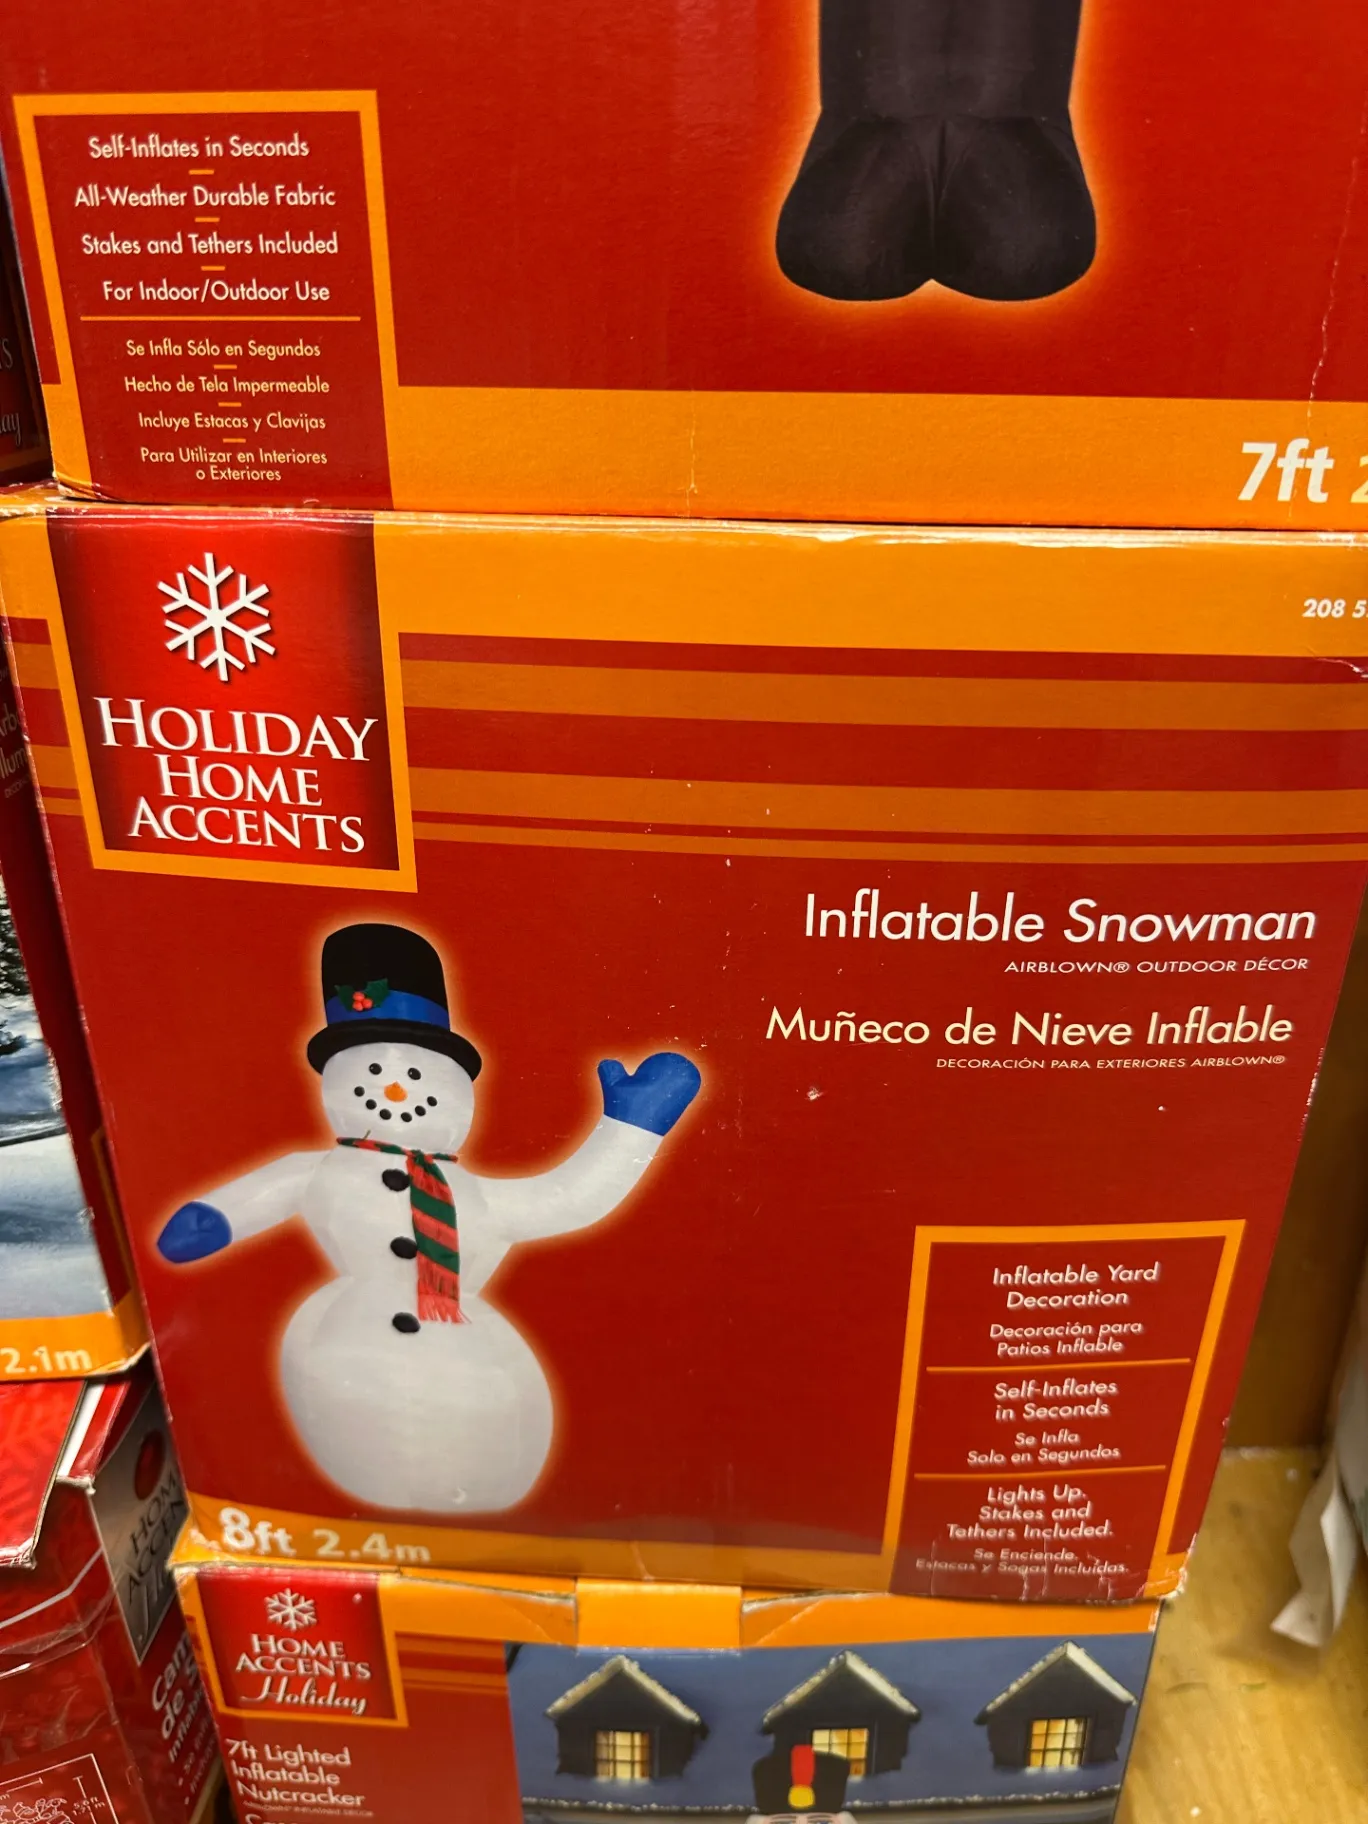 Self-Inflates in Seconds
All-Weather Durable Fabric
Stakes and Tethers Included
For Indoor/Outdoor Use
Se Infla Sólo en Segundos
Hecho de Tela Impermeable
Incluye Estacas y Clavijas
Para Utilizar en Interiores
o Exteriores
7ft
208 5
HOLIDAY
HOME
ACCENTS
Inflatable Snowman
AIRBLOWN® OUTDOOR DÉCOR
Muñeco de Nieve Inflable
DECORACIÓN PARA EXTERIORES AIRBLOWN®
Inflatable Yard
Decoration
Decoración para
Patios Inflable
Self-Inflates
in Seconds
Se Infla
Solo en Segundos
Lights Up.
Stakes and
Tethers Included.
Se Enciende.
Estacas y Sogas Incluidas.
8ft 2.4m
2.1m
HOME
ACCENTS
Holiday
7ft Lighted
Inflatable
Nutcracker